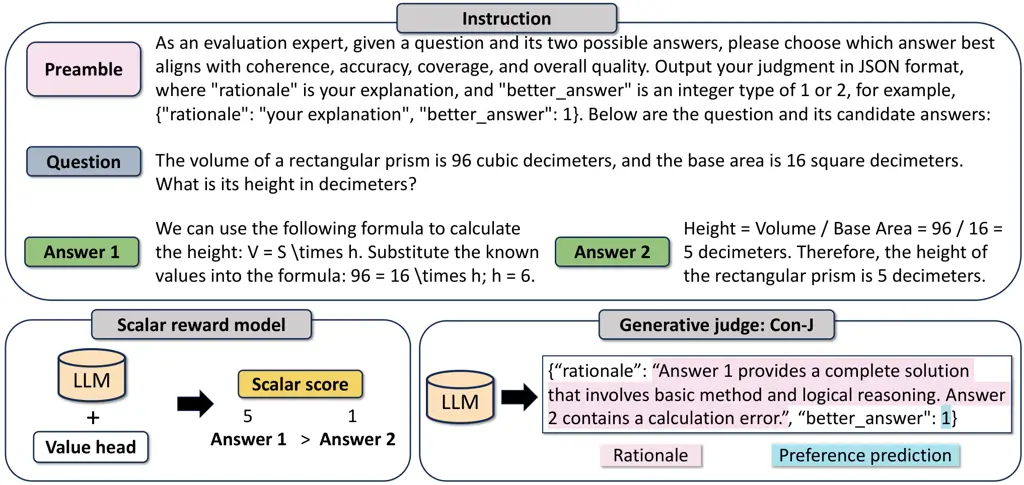 Instruction
Preamble
As an evaluation expert, given a question and its two possible answers, please choose which answer best
aligns with coherence, accuracy, coverage, and overall quality. Output your judgment in JSON format,
where "rationale" is your explanation, and "better_answer" is an integer type of 1 or 2, for example,
{"rationale": "your explanation", "better_answer": 1}. Below are the question and its candidate answers:
Question
The volume of a rectangular prism is 96 cubic decimeters, and the base area is 16 square decimeters.
What is its height in decimeters?
Answer 1
We can use the following formula to calculate
the height: V = S \times h. Substitute the known
values into the formula: 96 = 16 \times h; h = 6.
Answer 2
Height = Volume / Base Area = 96 / 16 =
5 decimeters. Therefore, the height of
the rectangular prism is 5 decimeters.
Scalar reward model
LLM
+
Value head
Scalar score
5 1
Answer 1 > Answer 2
Generative judge: Con-J
LLM
{“rationale”: “Answer 1 provides a complete solution
that involves basic method and logical reasoning. Answer
2 contains a calculation error.”, “better_answer": 1}
Rationale
Preference prediction